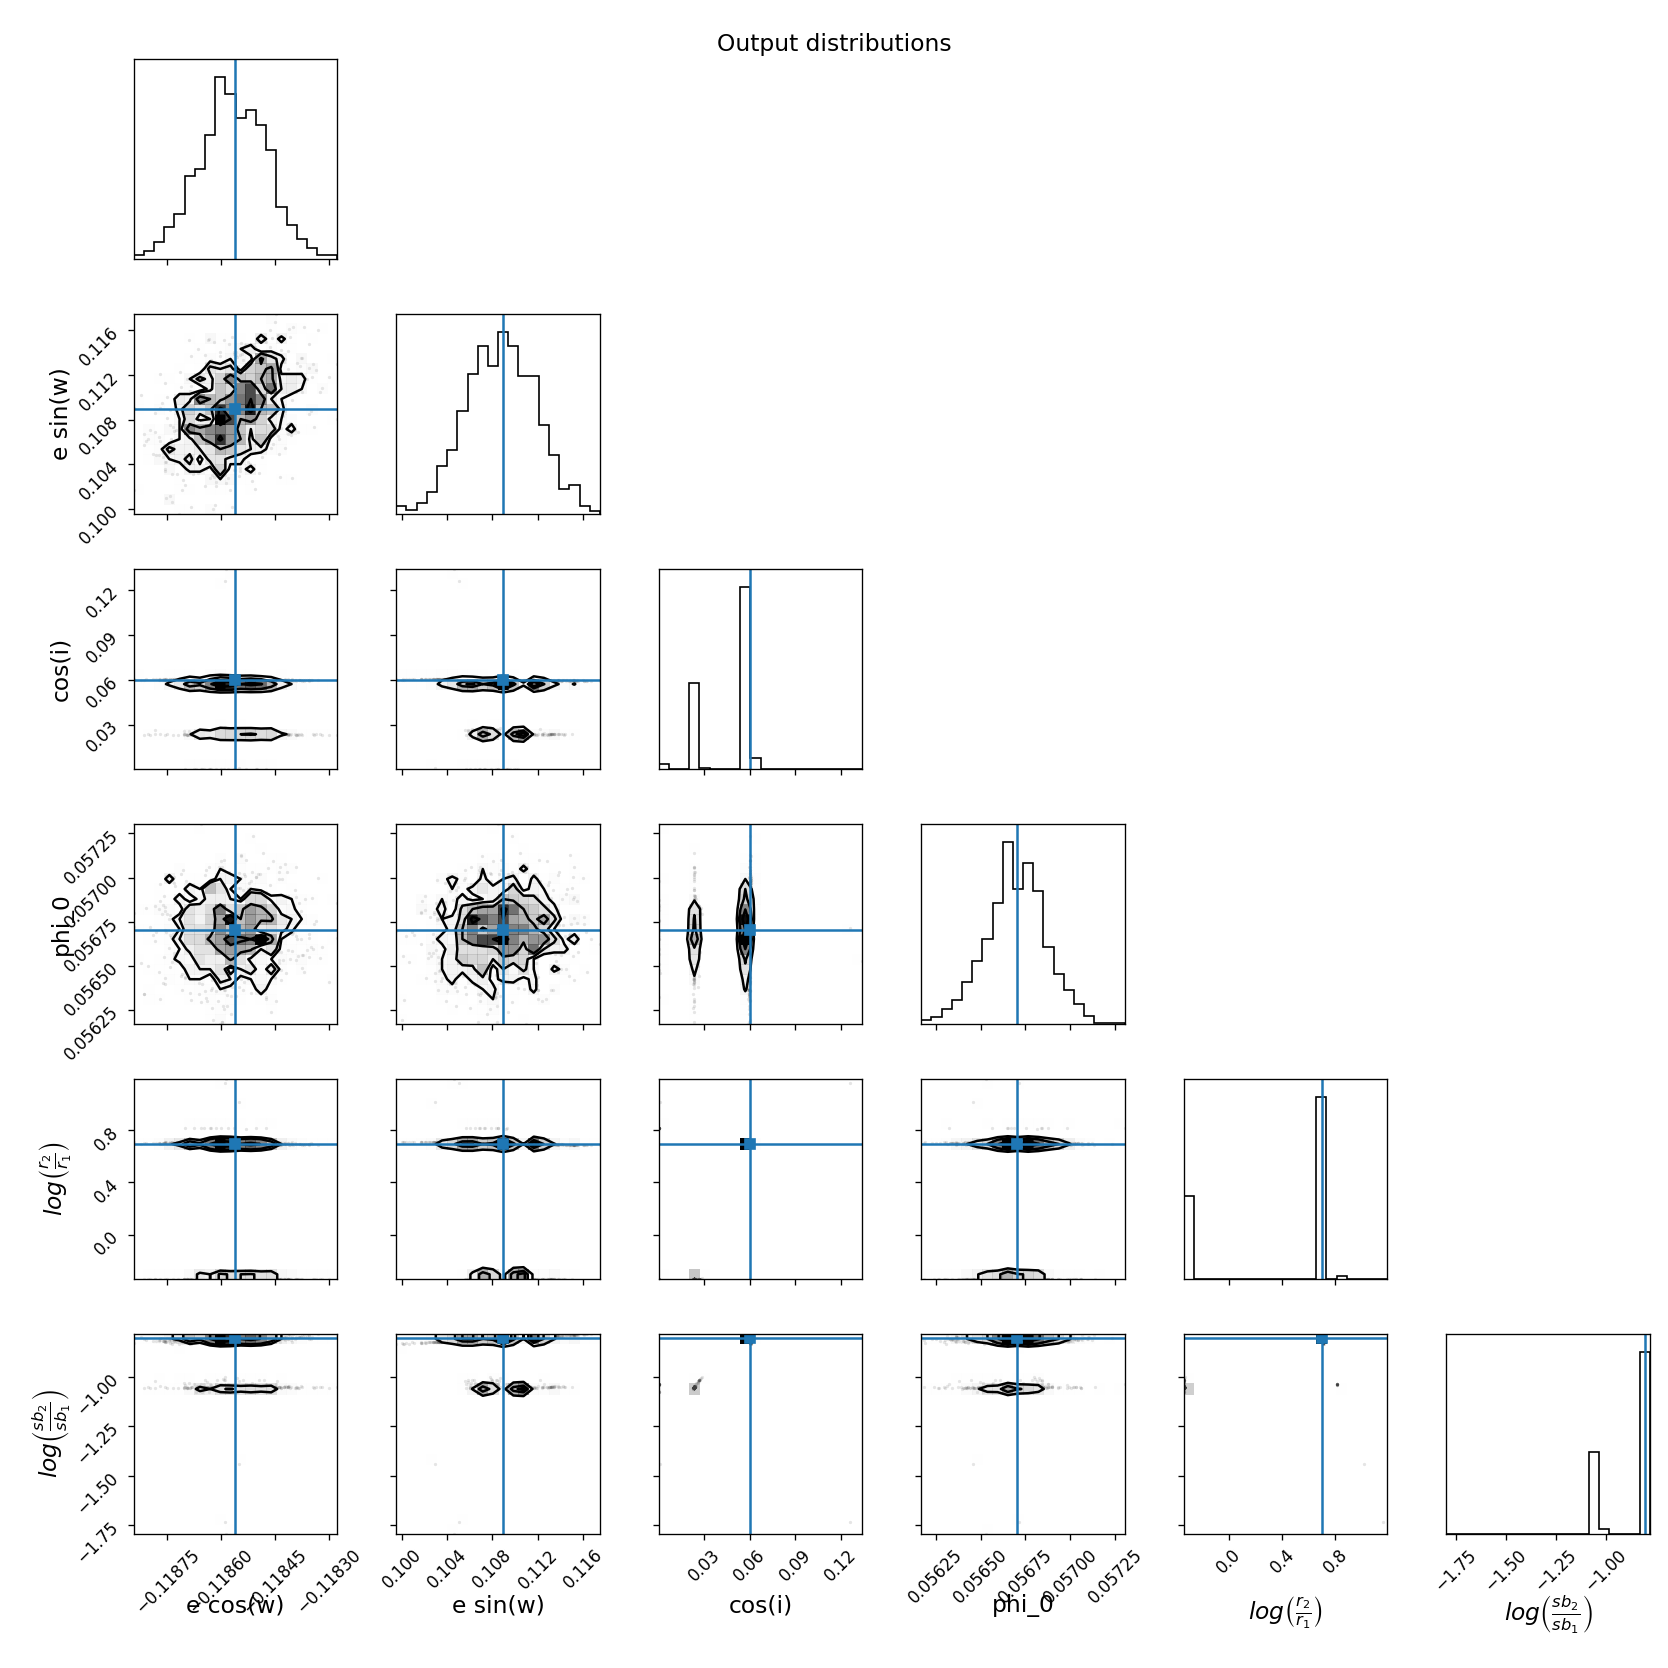 Output distributions
e sin(w)
0.116
0.112
0.108
0.104
0.100
cos(i)
0.12
0.09
0.06
0.03
phi_0
0.05725
0.05700
0.05675
0.05650
0.05625
log(r2/r1)
0.8
0.4
0.0
log(sb2/sb1)
−1.00
−1.25
−1.50
−1.75
−0.11875 −0.11860 −0.11845 −0.11830 0.100 0.104 0.108 0.112 0.116 0.03 0.06 0.09 0.12 0.05625 0.05650 0.05675 0.05700 0.05725 0.0 0.4 0.8 −1.75 −1.50 −1.25 −1.00
e cos(w) e sin(w) cos(i) phi_0 log(r2/r1) log(sb2/sb1)